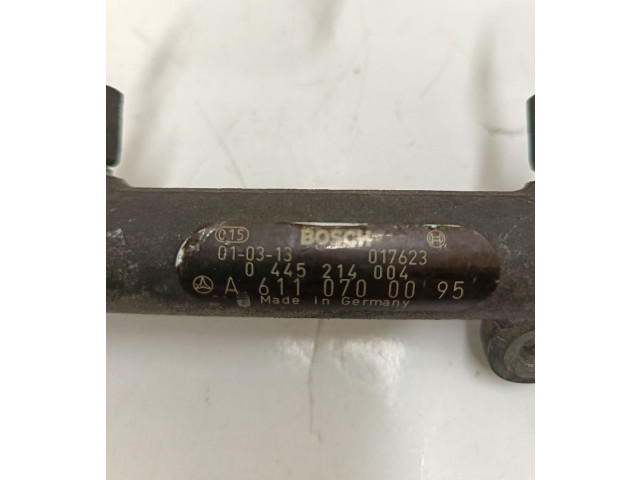 015 BOSCH
01-03-13 017623
0 445 214 004
A 611 070 00 95
Made in Germany